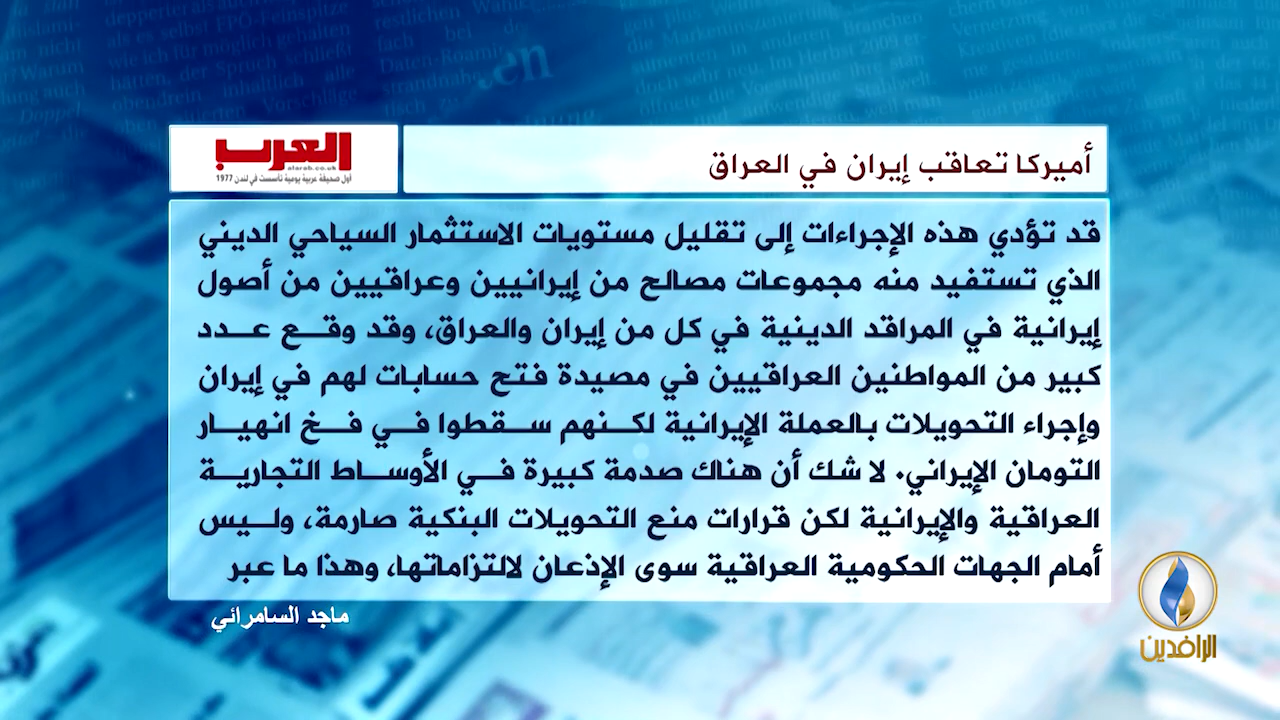 العرب
alarab.co.uk
أول صحيفة عربية يومية تأسست في لندن 1977
أميركا تعاقب إيران في العراق
قد تؤدي هذه الإجراءات إلى تقليل مستويات الاستثمار السياحي الديني
الذي تستفيد منه مجموعات مصالح من إيرانيين وعراقيين من أصول
إيرانية في المراقد الدينية في كل من إيران والعراق، وقد وقع عدد
كبير من المواطنين العراقيين في مصيدة فتح حسابات لهم في إيران
وإجراء التحويلات بالعملة الإيرانية لكنهم سقطوا في فخ انهيار
التومان الإيراني. لا شك أن هناك صدمة كبيرة في الأوساط التجارية
العراقية والإيرانية لكن قرارات منع التحويلات البنكية صارمة، وليس
أمام الجهات الحكومية العراقية سوى الإذعان لالتزاماتها، وهذا ما عبر
ماجد السامرائي
الرافدين